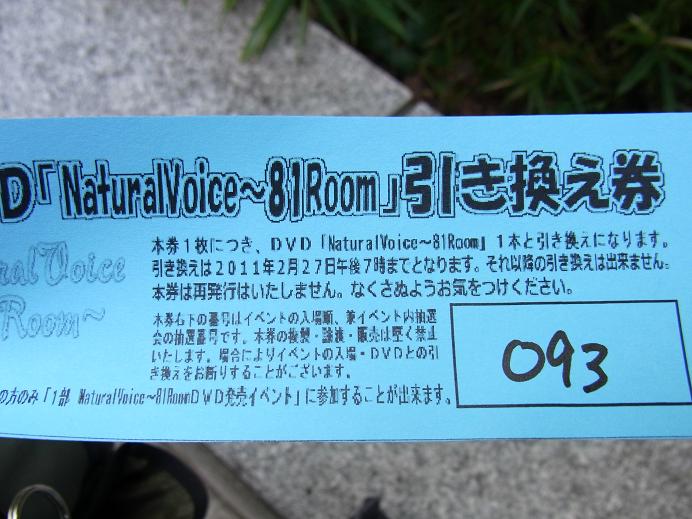 D「NaturalVoice～81Room」引き換え券
本券1枚につき、DVD「NaturalVoice～81Room」1本と引き換えになります。
引き換えは2011年2月27日午後7時までとなります。それ以降の引き換えは出来ません。
本券は再発行はいたしません。なくさぬようお気をつけください。
ral Voice
Room～
本券右下の番号はイベントの入場順、兼イベント内抽選
会の抽選番号です。本券の複製・譲渡・販売は堅く禁止
いたします。場合によりイベントの入場・DVDとの引
き換えをお断りすることがございます。
093
の方のみ「1部 NaturalVoice～81RoomDVD発売イベント」に参加することが出来ます。